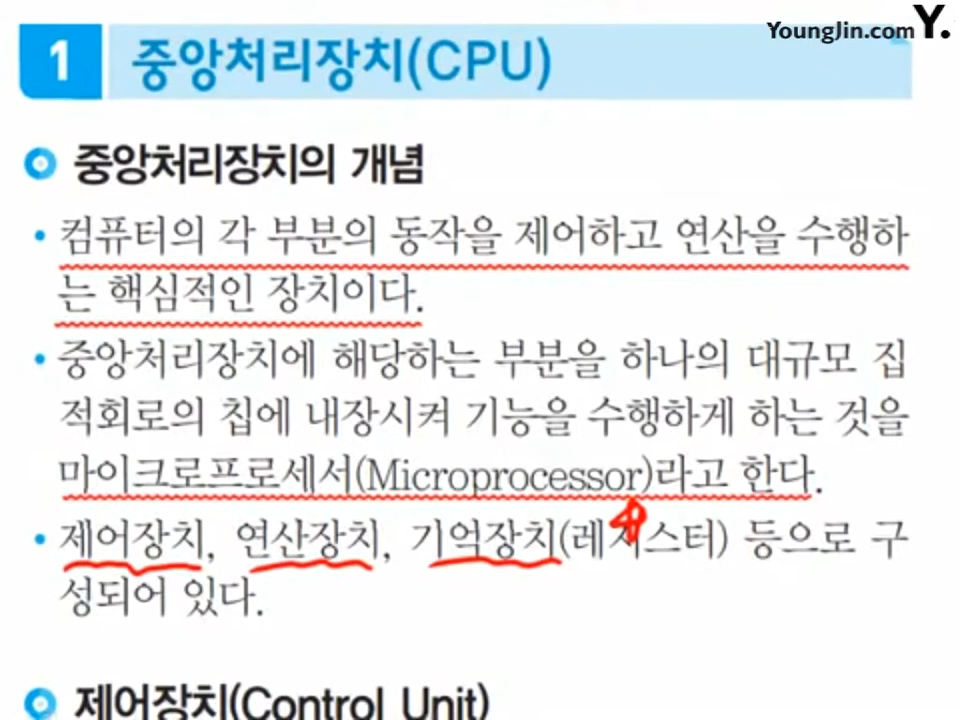 YoungJin.com Y.
1 중앙처리장치(CPU)
중앙처리장치의 개념
• 컴퓨터의 각 부분의 동작을 제어하고 연산을 수행하
는 핵심적인 장치이다.
• 중앙처리장치에 해당하는 부분을 하나의 대규모 집
적회로의 칩에 내장시켜 기능을 수행하게 하는 것을
마이크로프로세서(Microprocessor)라고 한다.
• 제어장치, 연산장치, 기억장치(레지스터) 등으로 구
성되어 있다.
제어장치(Control Unit)